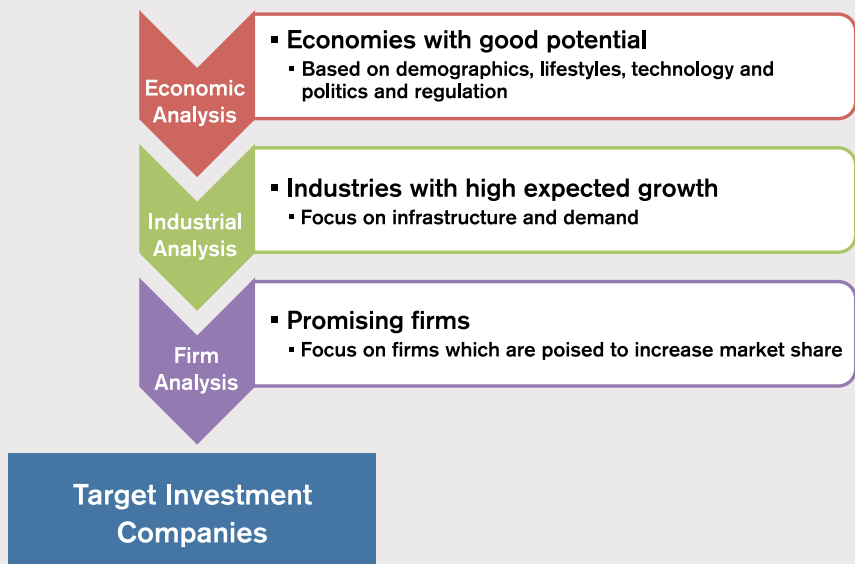 Economic
Analysis
▪ Economies with good potential
▪ Based on demographics, lifestyles, technology and
politics and regulation
Industrial
Analysis
▪ Industries with high expected growth
▪ Focus on infrastructure and demand
Firm
Analysis
▪ Promising firms
▪ Focus on firms which are poised to increase market share
Target Investment
Companies